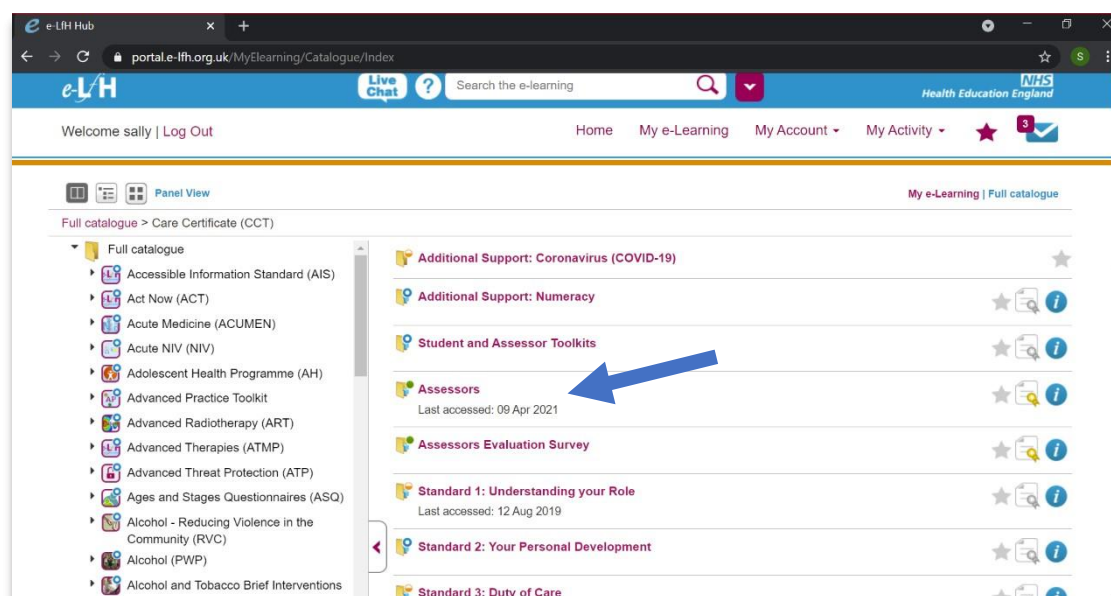 e-LfH Hub
portal.e-lfh.org.uk/MyElearning/Catalogue/Index
S
e-LfH
Live Chat
?
Search the e-learning
NHS
Health Education England
Welcome sally | Log Out
Home My e-Learning My Account My Activity 3
Panel View
My e-Learning | Full catalogue
Full catalogue > Care Certificate (CCT)
Full catalogue
Accessible Information Standard (AIS)
Act Now (ACT)
Acute Medicine (ACUMEN)
Acute NIV (NIV)
Adolescent Health Programme (AH)
Advanced Practice Toolkit
Advanced Radiotherapy (ART)
Advanced Therapies (ATMP)
Advanced Threat Protection (ATP)
Ages and Stages Questionnaires (ASQ)
Alcohol - Reducing Violence in the
Community (RVC)
Alcohol (PWP)
Alcohol and Tobacco Brief Interventions
Additional Support: Coronavirus (COVID-19)
Additional Support: Numeracy
Student and Assessor Toolkits
Assessors
Last accessed: 09 Apr 2021
Assessors Evaluation Survey
Standard 1: Understanding your Role
Last accessed: 12 Aug 2019
Standard 2: Your Personal Development
Standard 3: Duty of Care